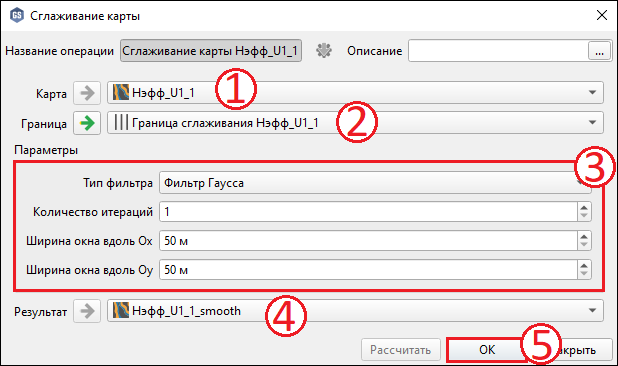 GS Сглаживание карты
Название операции Сглаживание карты Нэфф_U1_1 Описание ...
Карта Нэфф_U1_1 1
Граница Граница сглаживания Нэфф_U1_1 2
Параметры 3
Тип фильтра Фильтр Гаусса
Количество итераций 1
Ширина окна вдоль Ox 50 м
Ширина окна вдоль Oy 50 м
Результат Нэфф_U1_1_smooth 4
Рассчитать OK 5 акрыть